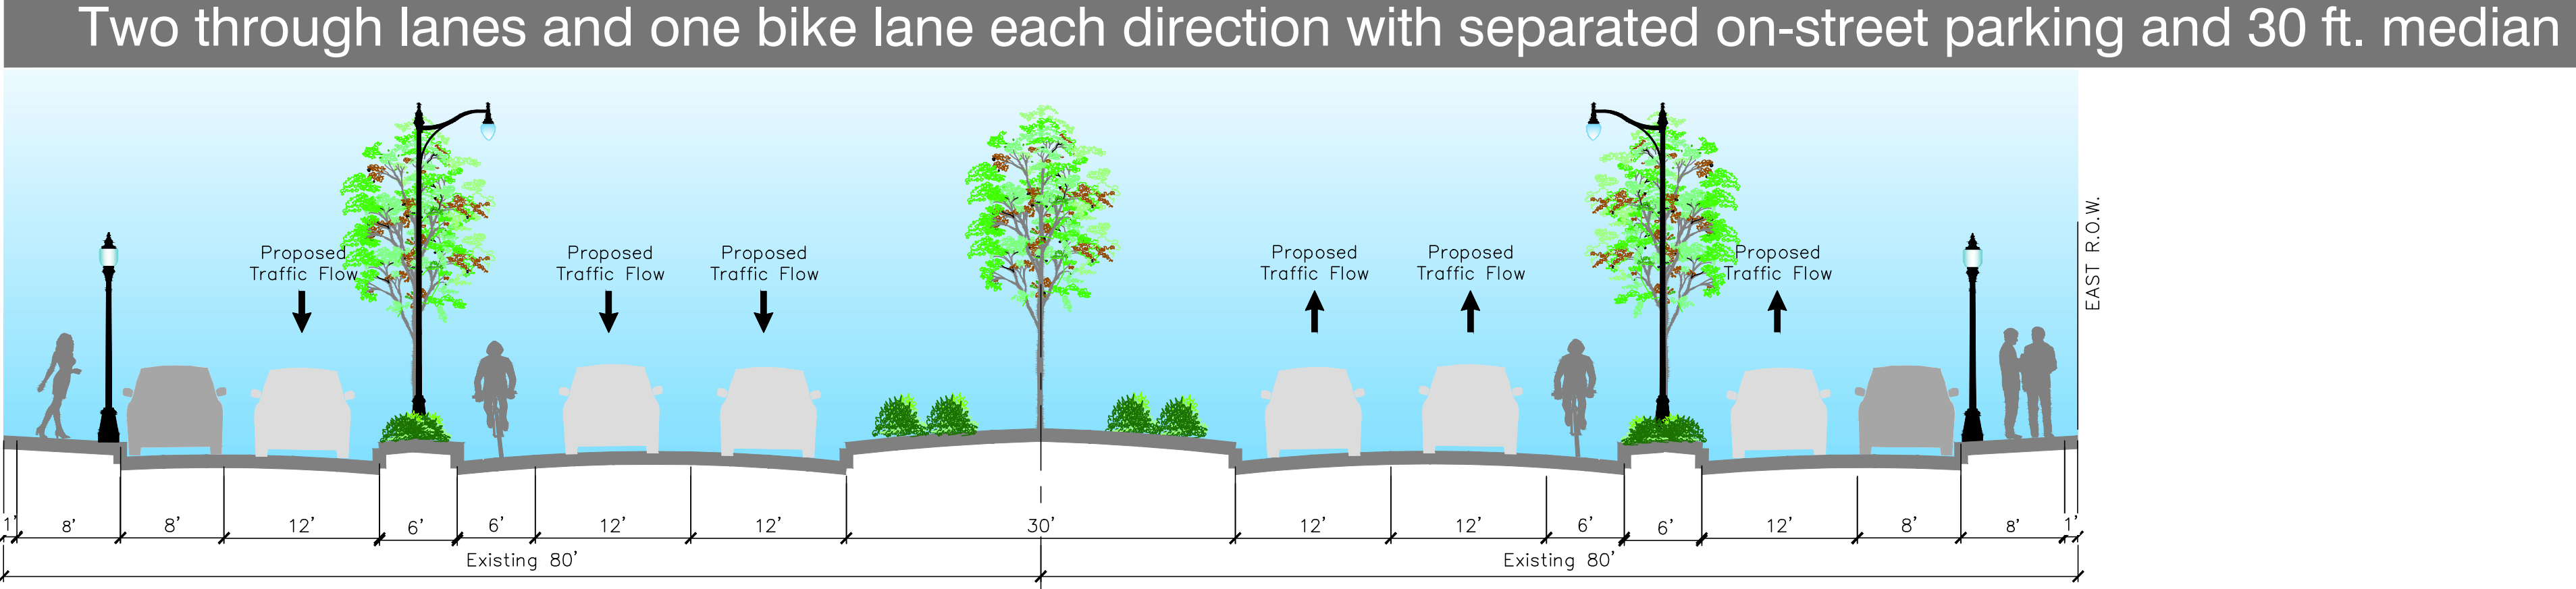 Two through lanes and one bike lane each direction with separated on-street parking and 30 ft. median
Proposed
Traffic Flow
Proposed
Traffic Flow
Proposed
Traffic Flow
Proposed
Traffic Flow
Proposed
Traffic Flow
Proposed
Traffic Flow
EAST R.O.W.
1' 8' 8' 12' 6' 6' 12' 12' 30' 12' 12' 6' 6' 12' 8' 8' 1'
Existing 80' Existing 80'